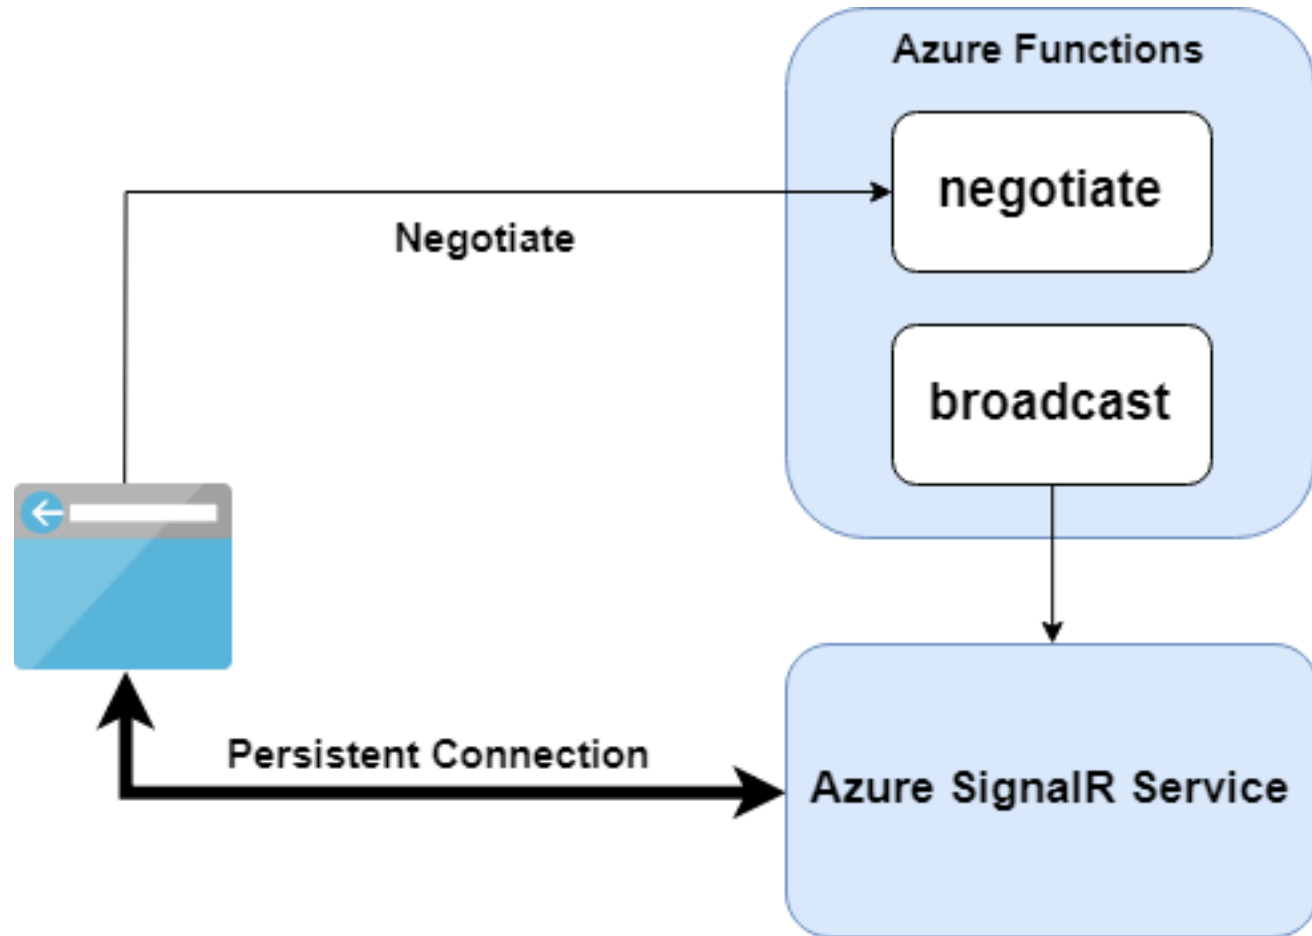 Azure Functions
negotiate
Negotiate
broadcast
Persistent Connection
Azure SignalR Service